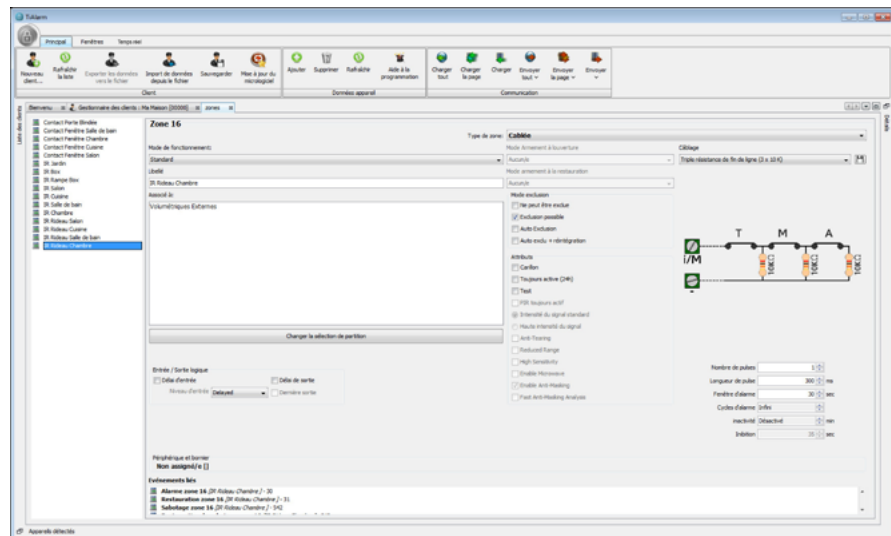 Tuklarm
Principal Fenêtres Temps réel
Nouveau client... Rafraîchir la liste Exporter les données vers le fichier Import de données depuis le fichier Sauvegarder Mise à jour du micrologiciel Ajouter Supprimer Rafraîchir Aide à la programmation Charger tout Charger la page Charger Envoyer tout Envoyer la page Envoyer
Client Données appareil Communication
Bienvenu Gestionnaire des clients : Ma Maison [00000] zones
Liste des clients
Détails
Contact Porte Blindée
Contact Fenêtre Salle de bain
Contact Fenêtre Chambre
Contact Fenêtre Cuisine
Contact Fenêtre Salon
IR Jardin
IR Box
IR Rampe Box
IR Salon
IR Cuisine
IR Salle de bain
IR Chambre
IR Rideau Salon
IR Rideau Cuisine
IR Rideau Salle de bain
IR Rideau Chambre
Zone 16
Type de zone: Cablée
Mode de fonctionnement:
Standard
Libellé
IR Rideau Chambre
Associé à:
Volumétriques Externes
Changer la sélection de partition
Entrée / Sortie logique
Délai d'entrée Délai de sortie
Niveau d'entrée Delayed Dernière sortie
Périphérique et bornier
Non assigné/e []
Mode Armement à louverture
Aucun/e
Mode armement à la restauration
Aucun/e
Mode exclusion
Ne peut être exclue
Exclusion possible
Auto Exclusion
Auto exclu + réintégration
Attributs
Carillon
Toujours active (24h)
Test
PIR toujours actif
Intensité du signal standard
Haute intensité du signal
Anti-Tearing
Reduced Range
High Sensitivity
Enable Microwave
Enable Anti-Masking
Fast Anti-Masking Analysis
Câblage
Triple résistance de fin de ligne (3 x 10 K)
T M A
i/M
10KΩ 10KΩ 10KΩ
-
Nombre de pulses 1
Longueur de pulse 300 ms
Fenêtre d'alarme 30 sec
Cycles d'alarme Infini
Inactivité Désactivé min
Inibition sec
Evénements liés
Alarme zone 16 [IR Rideau Chambre ] - 30
Restauration zone 16 [IR Rideau Chambre ] - 31
Sabotage zone 16 [IR Rideau Chambre ] - 542
Appareils détectés